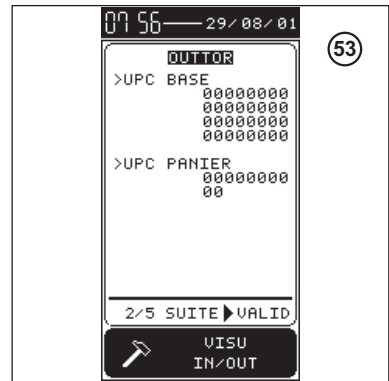 07 56 29/08/01
53
OUTTOR
>UPC BASE
00000000
00000000
00000000
00000000
>UPC PANIER
00000000
00
2/5 SUITE▶VALID
VISU
IN/OUT